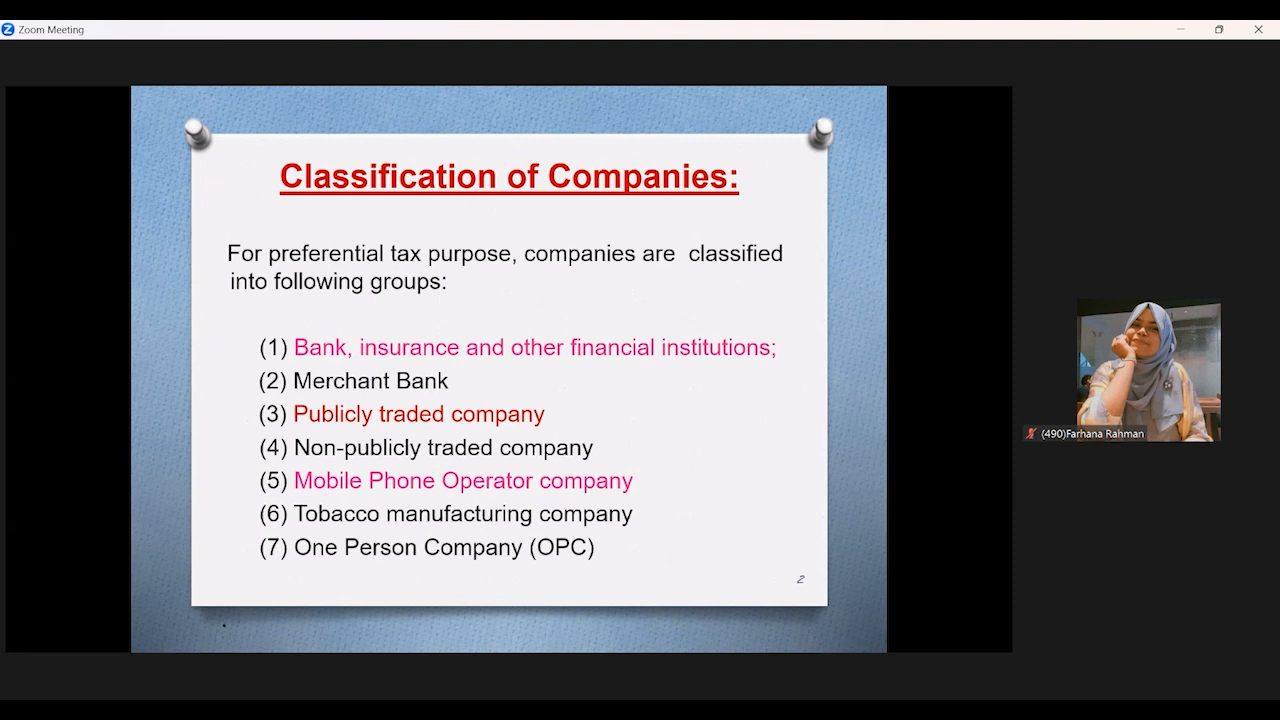 Zoom Meeting
Classification of Companies:
For preferential tax purpose, companies are classified
into following groups:
(1) Bank, insurance and other financial institutions;
(2) Merchant Bank
(3) Publicly traded company
(4) Non-publicly traded company
(5) Mobile Phone Operator company
(6) Tobacco manufacturing company
(7) One Person Company (OPC)
2
(490)Farhana Rahman